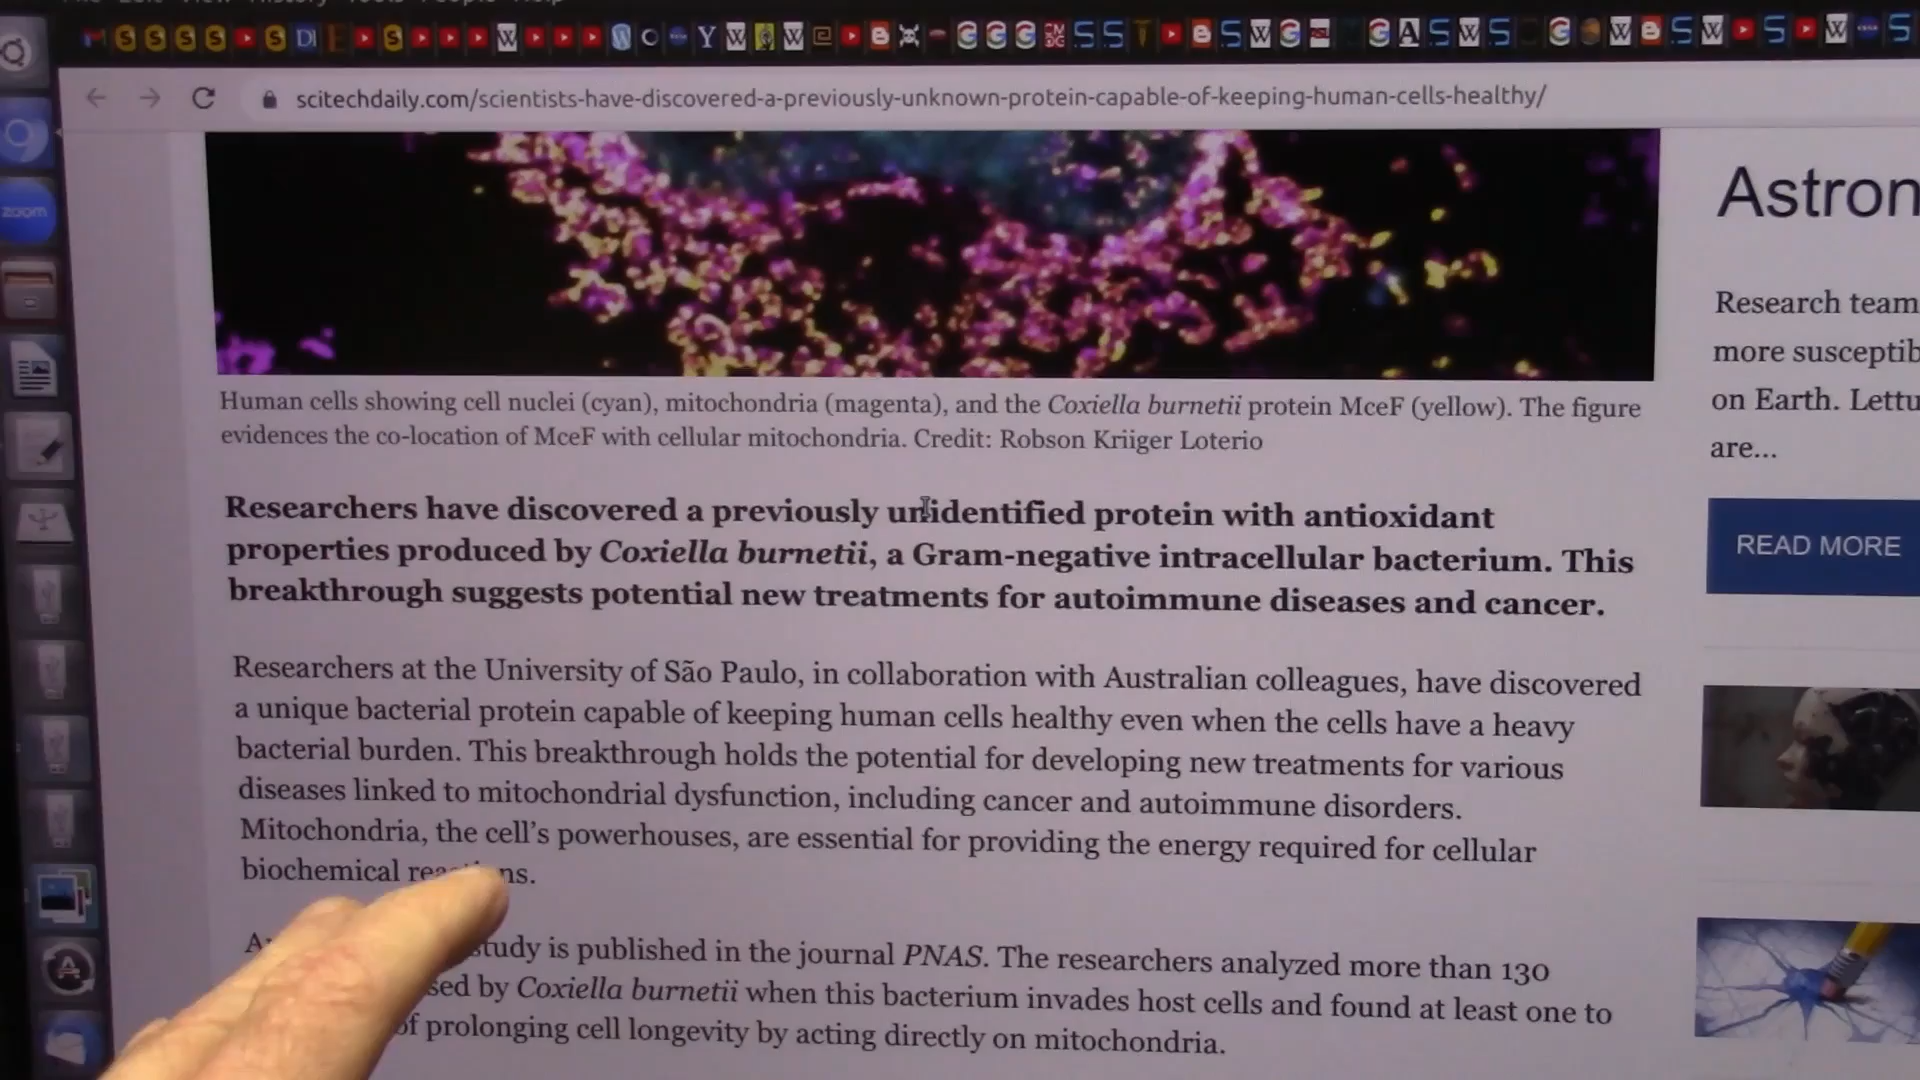 scitechdaily.com/scientists-have-discovered-a-previously-unknown-protein-capable-of-keeping-human-cells-healthy/
zoom
Human cells showing cell nuclei (cyan), mitochondria (magenta), and the Coxiella burnetii protein MceF (yellow). The figure
evidences the co-location of MceF with cellular mitochondria. Credit: Robson Kriiger Loterio
Researchers have discovered a previously unidentified protein with antioxidant
properties produced by Coxiella burnetii, a Gram-negative intracellular bacterium. This
breakthrough suggests potential new treatments for autoimmune diseases and cancer.
Researchers at the University of São Paulo, in collaboration with Australian colleagues, have discovered
a unique bacterial protein capable of keeping human cells healthy even when the cells have a heavy
bacterial burden. This breakthrough holds the potential for developing new treatments for various
diseases linked to mitochondrial dysfunction, including cancer and autoimmune disorders.
Mitochondria, the cell's powerhouses, are essential for providing the energy required for cellular
biochemical
study is published in the journal PNAS. The researchers analyzed more than 130
by Coxiella burnetii when this bacterium invades host cells and found at least one to
of prolonging cell longevity by acting directly on mitochondria.
Astron
Research team
more susceptib
on Earth. Lettu
are...
READ MORE